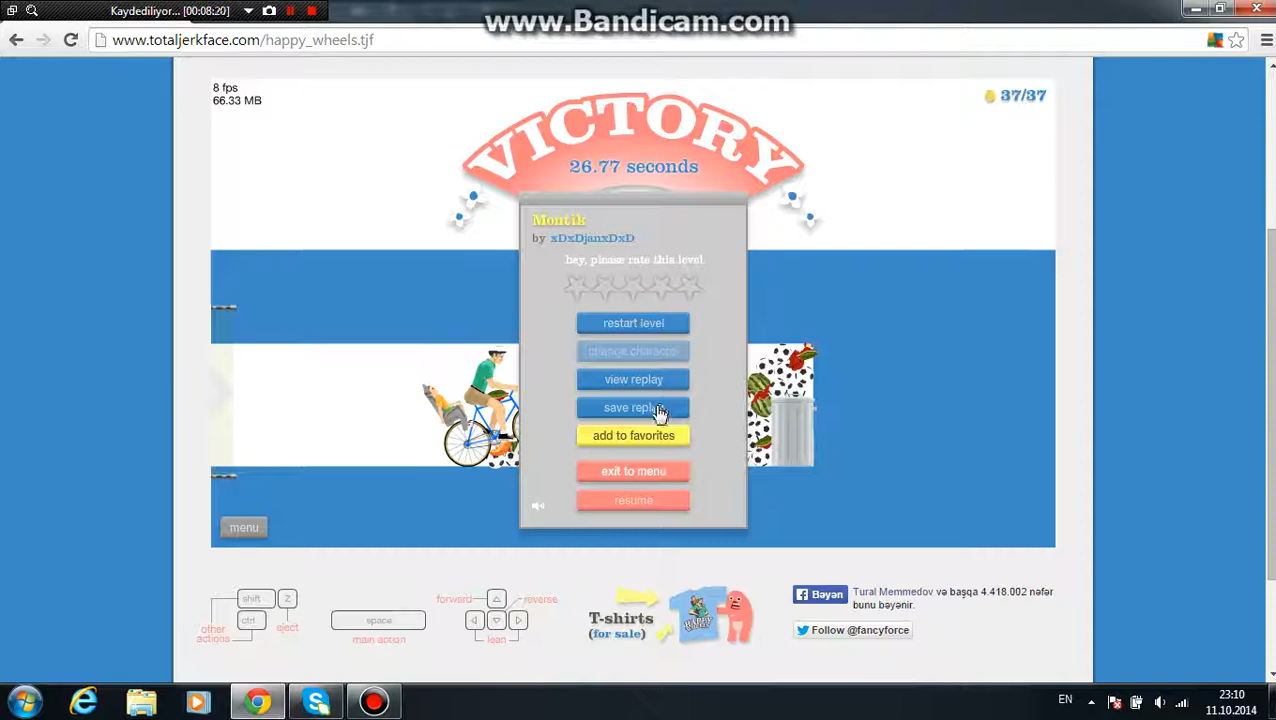 Kaydediliyor... [00:08:20]
www.Bandicam.com
www.totaljerkface.com/happy_wheels.tjf
8 fps
66.33 MB
37/37
VICTORY
26.77 seconds
Montik
by xDxDjanxDxD
hey, please rate this level
restart level
change character
view replay
save replay
add to favorites
exit to menu
resume
menu
shift
Z
ctrl
eject
other
actions
space
main action
forward
reverse
lean
T-shirts
(for sale)
HAPPY
WHEELS
Bəyən
Tural Memmedov və başqa 4.418.002 nəfər
bunu bəyənir.
Follow @fancyforce
EN
23:10
11.10.2014